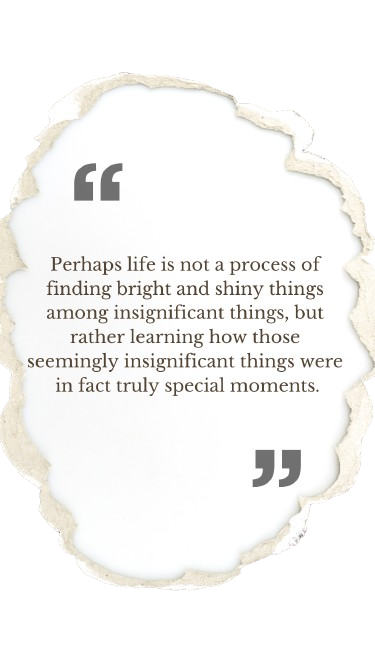 “
Perhaps life is not a process of
finding bright and shiny things
among insignificant things, but
rather learning how those
seemingly insignificant things were
in fact truly special moments.
”